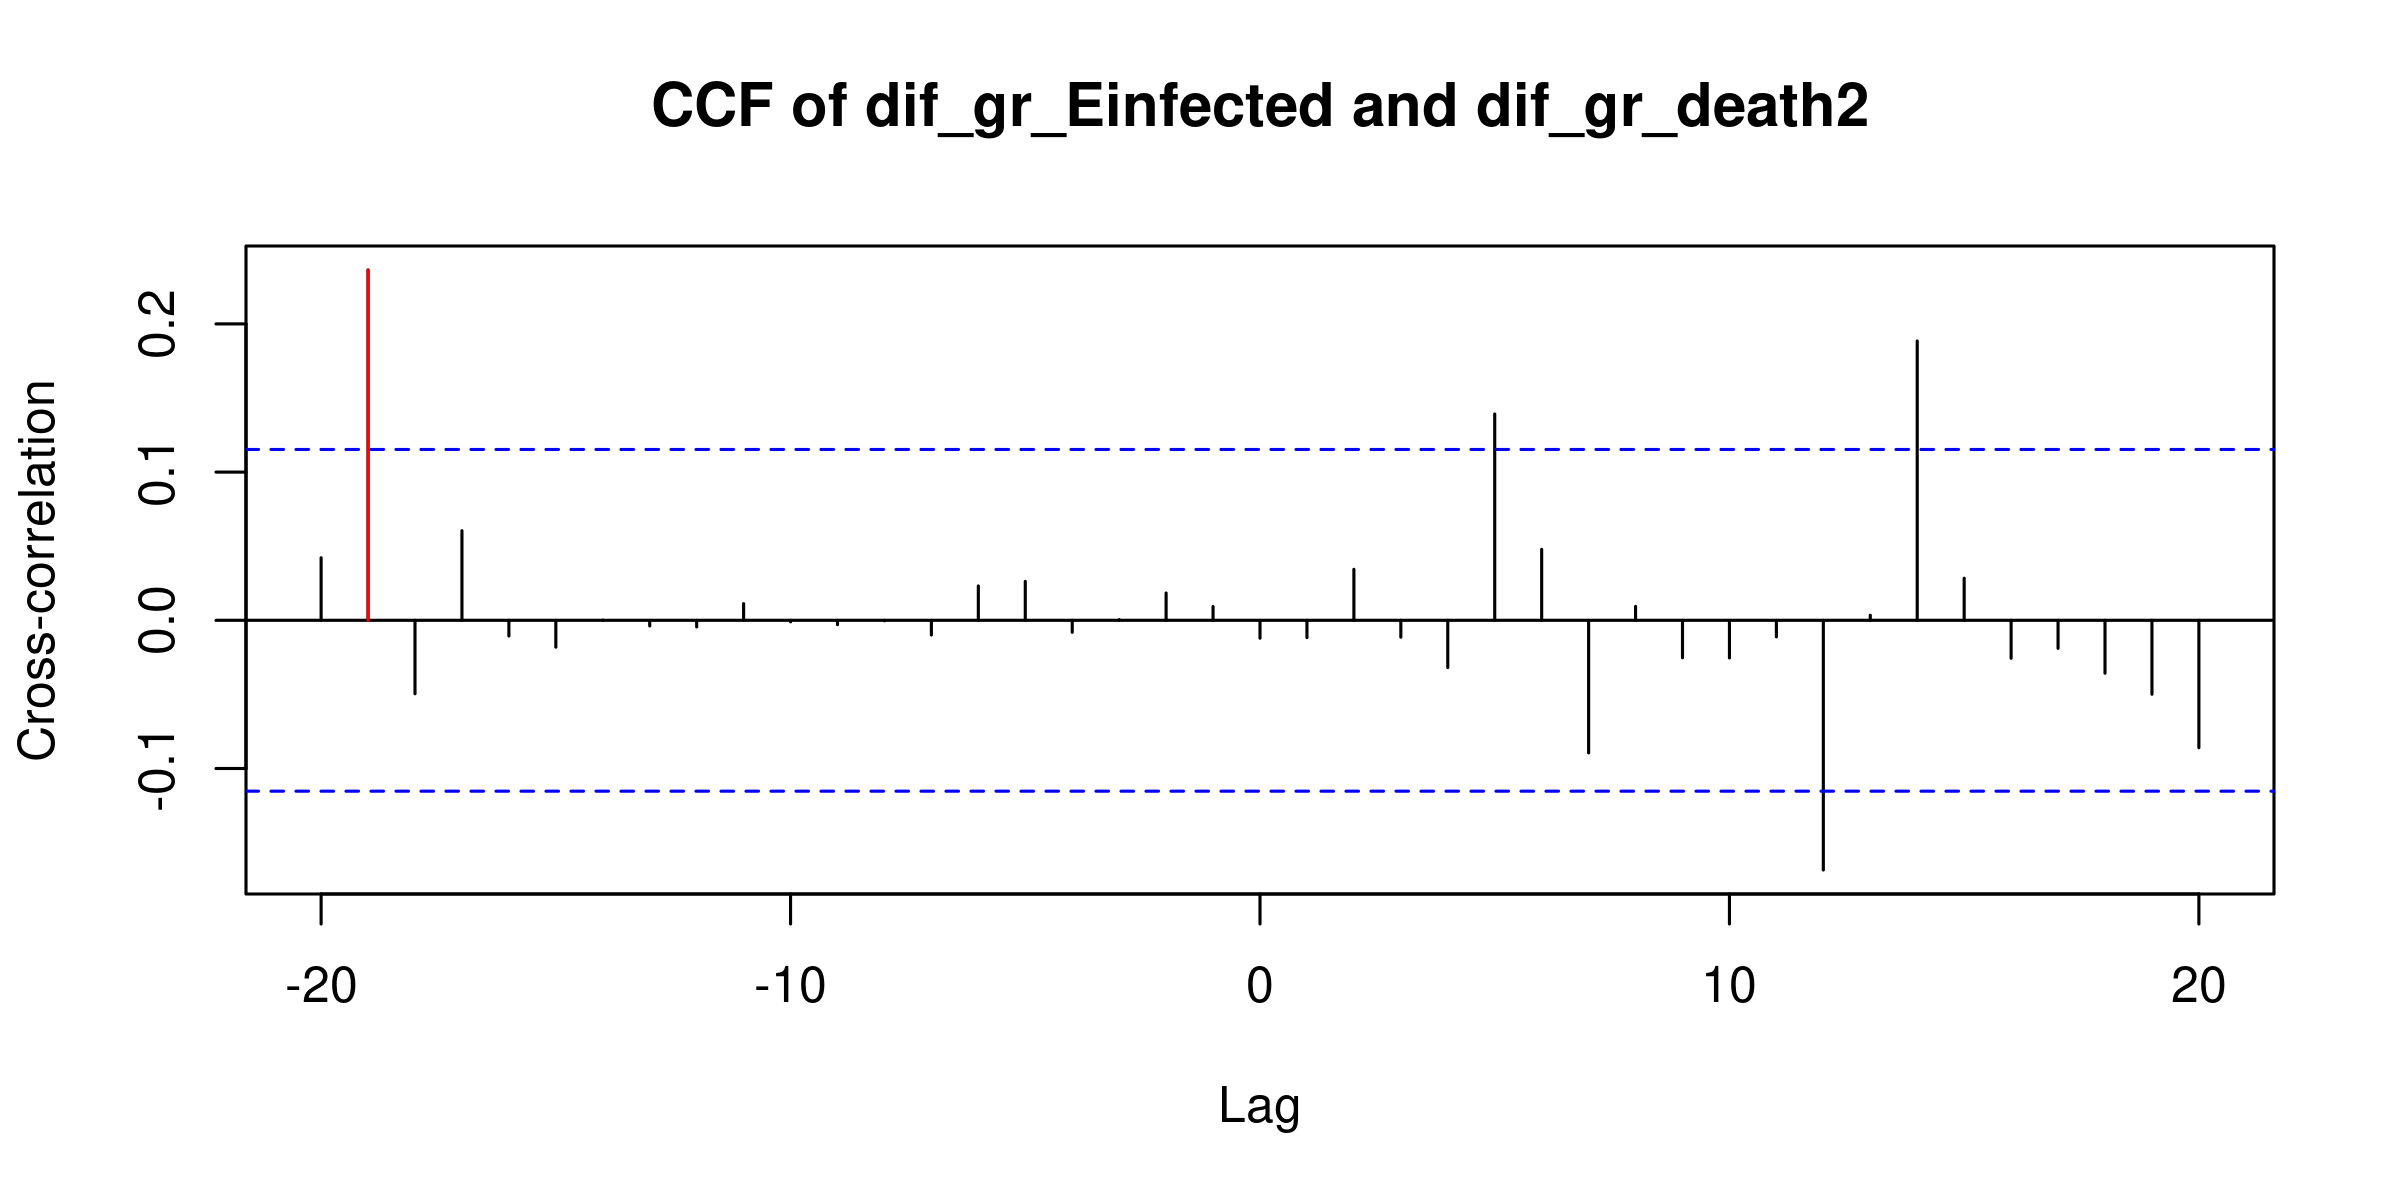 CCF of dif_gr_Einfected and dif_gr_death2
Cross-correlation
0.2
0.1
0.0
-0.1
-20 -10 0 10 20
Lag